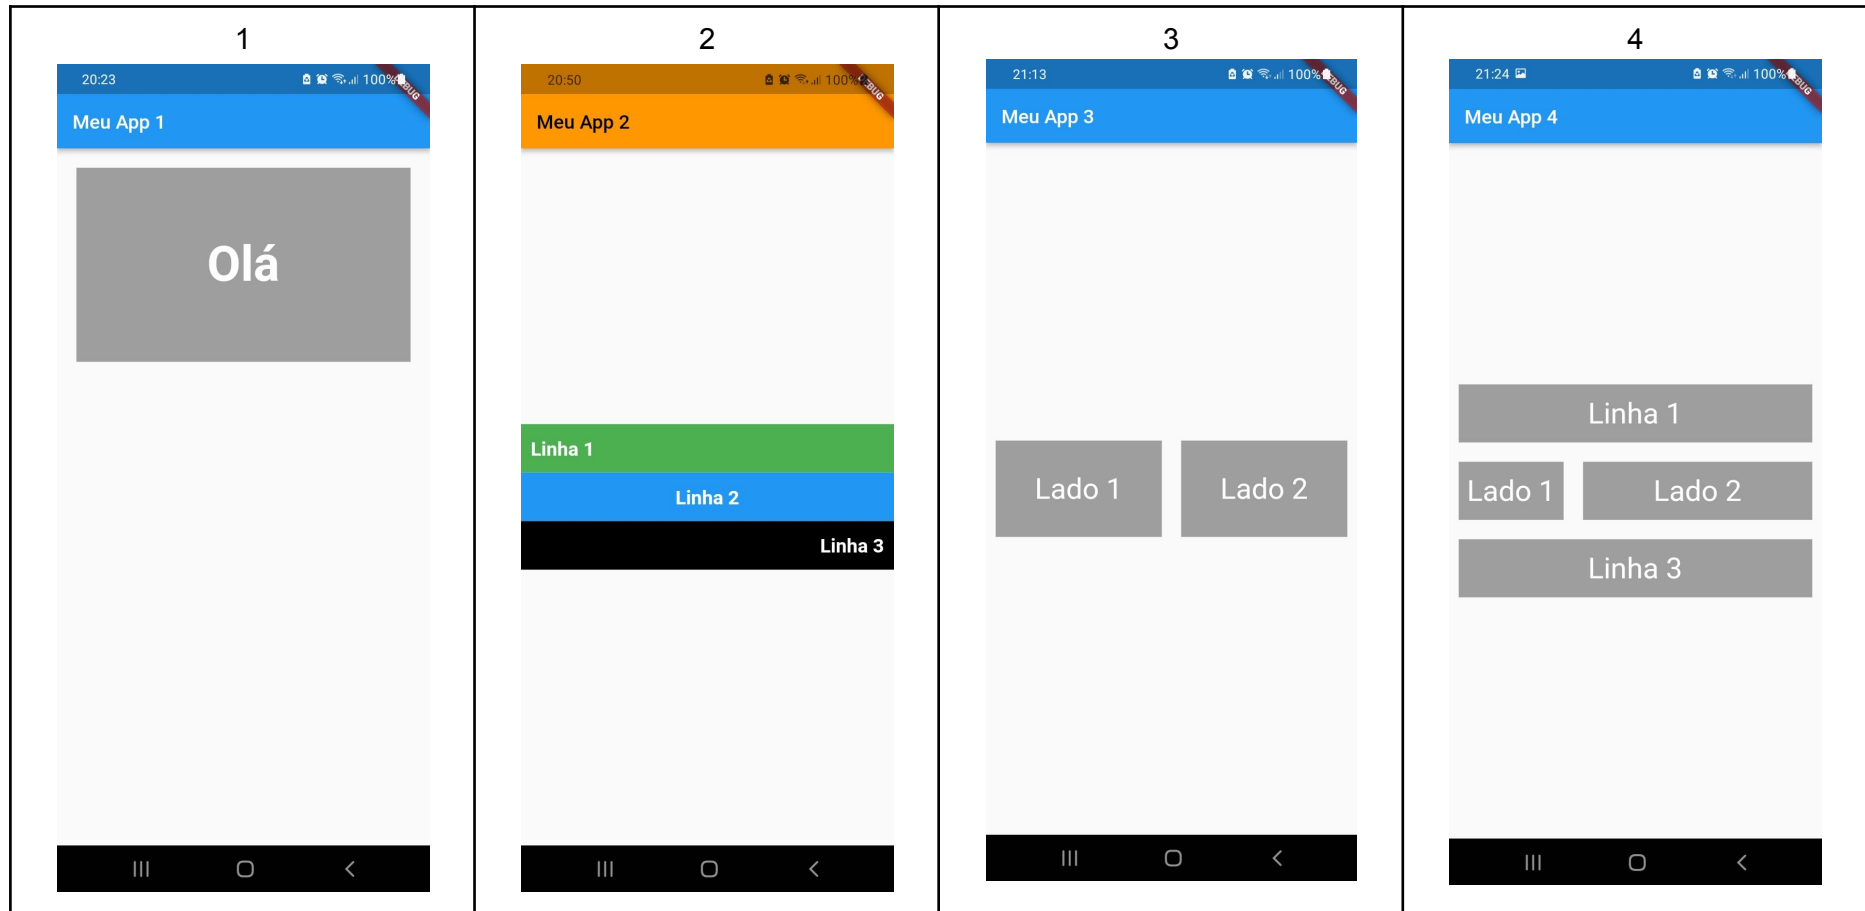 1
20:23 100%
Meu App 1
Olá
2
20:50 100%
Meu App 2
Linha 1
Linha 2
Linha 3
3
21:13 100%
Meu App 3
Lado 1 Lado 2
4
21:24 100%
Meu App 4
Linha 1
Lado 1 Lado 2
Linha 3